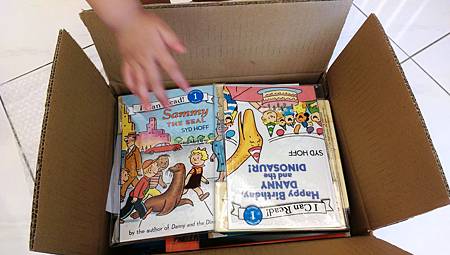 I Can Read! 1
Sammy
THE SEAL
SYD HOFF
by the author of Danny and the Din
SYD HOFF
Happy Birthday,
DANNY
and the
DINOSAUR!
I Can Read!
1